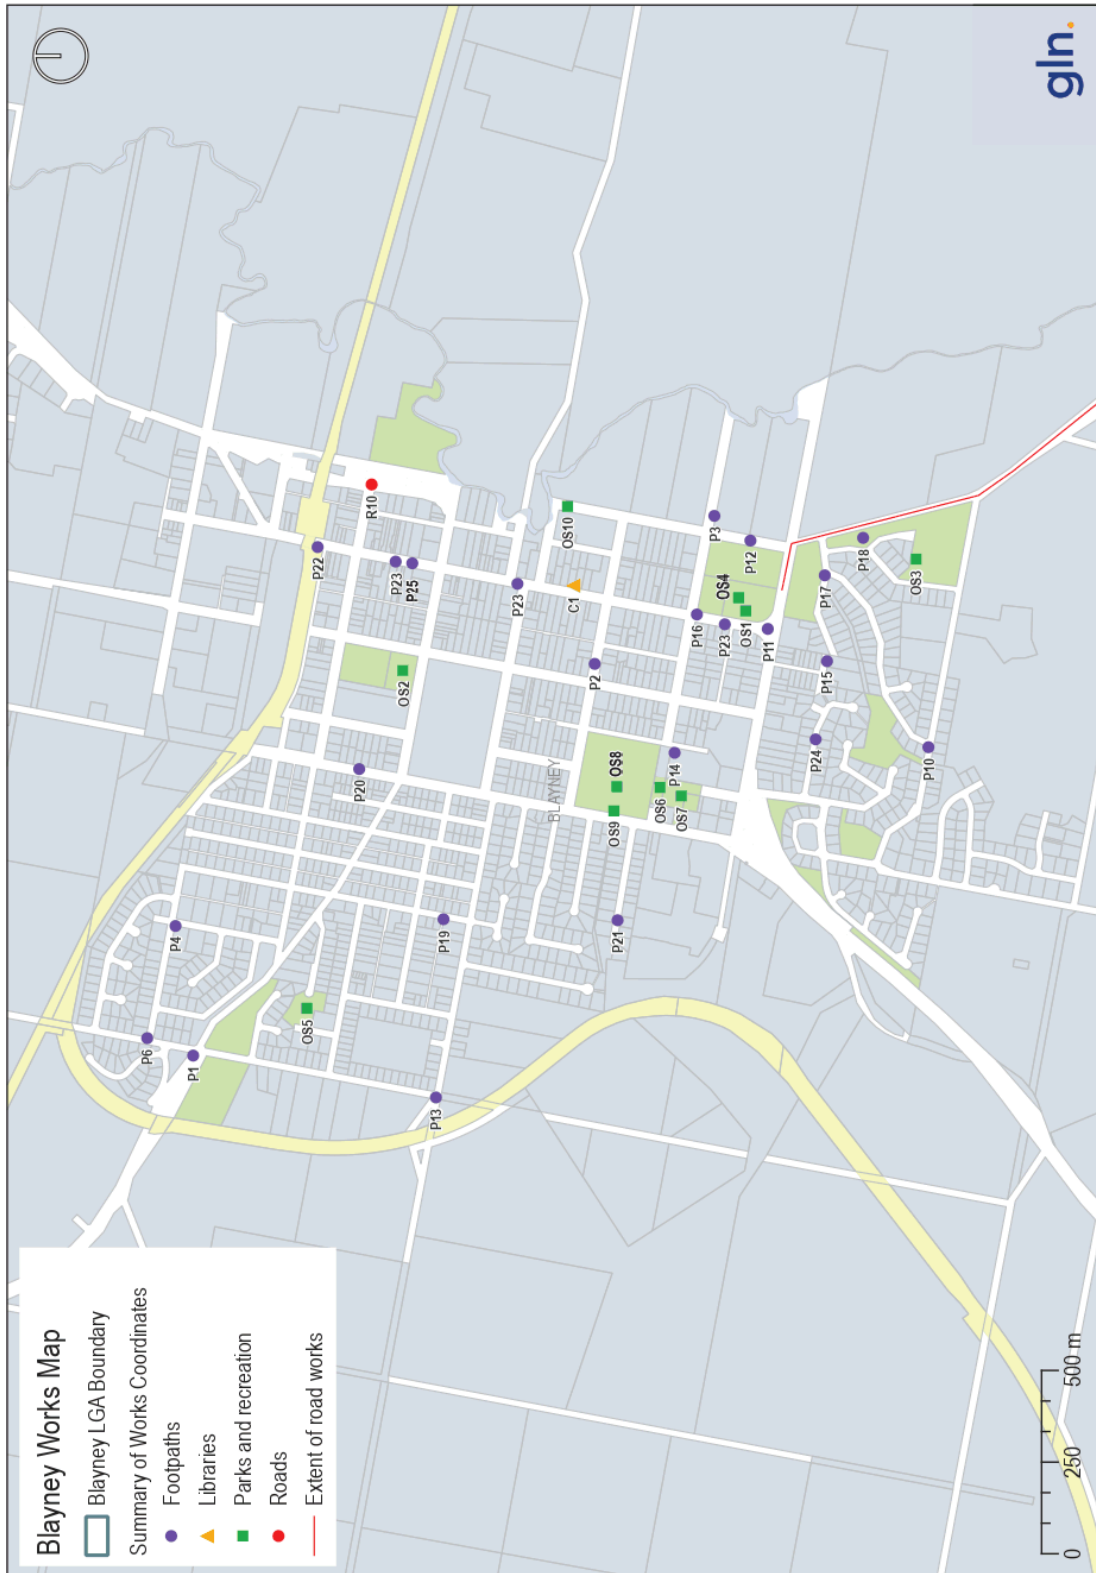 Blayney Works Map
Blayney LGA Boundary
Summary of Works Coordinates
Footpaths
Libraries
Parks and recreation
Roads
Extent of road works
0 250 500 m
gln.
BLAYNEY
P6
P1
P4
P13
OS5
P19
P21
P20
OS2
P22
R10
P23
P25
P23
C1
OS10
P2
OS9
OS8
OS6
OS7
P14
P3
P12
OS4
OS1
P16
P23
P11
P17
P18
OS3
P15
P24
P10